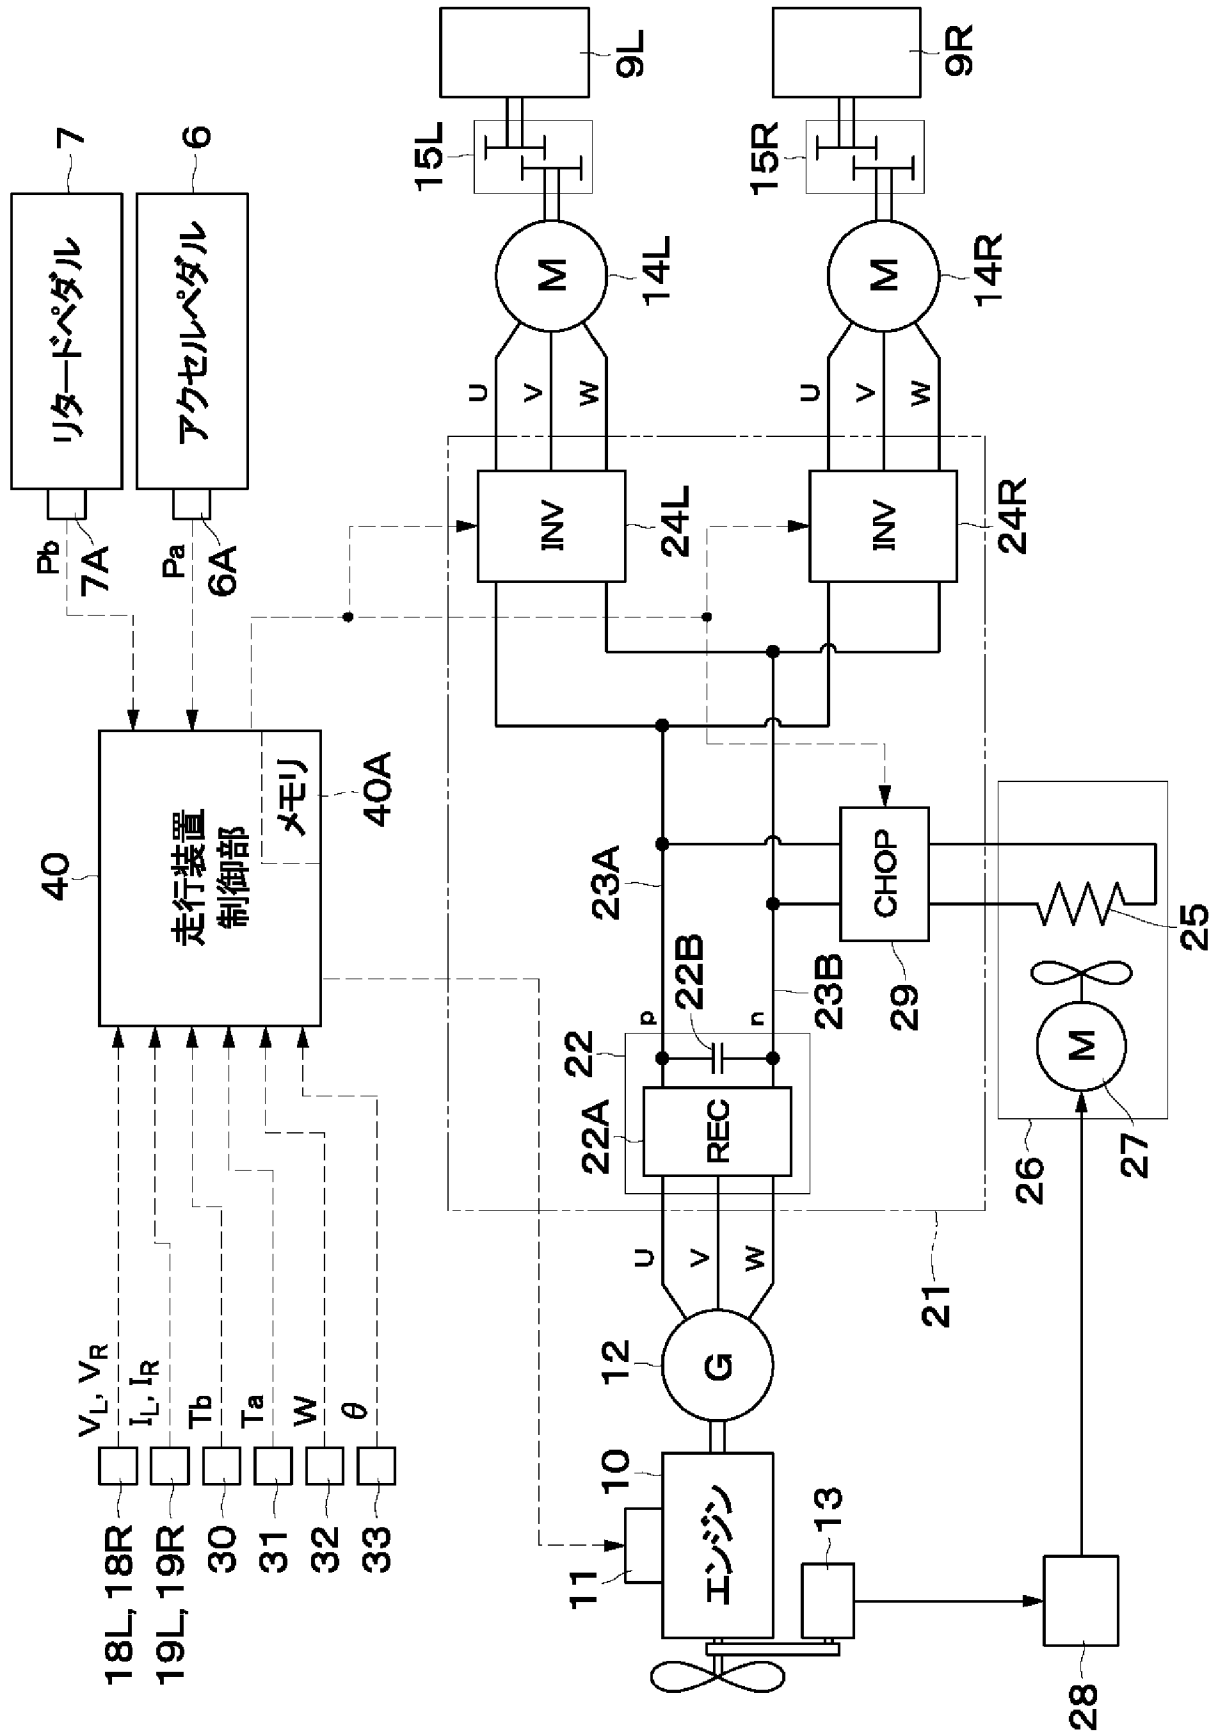 18L, 18R
VL, VR
19L, 19R
IL, IR
30
Tb
31
Ta
32
W
33
θ
40
走行装置
制御部
メモリ
40A
Pb
7A
リタードペダル
7
Pa
6A
アクセルペダル
6
11
10
エンジン
13
12
G
U
V
W
21
22
22A
REC
22B
p
n
23A
23B
29
CHOP
INV
24L
U
V
W
M
14L
15L
9L
INV
24R
U
V
W
M
14R
15R
9R
28
26
M
27
25